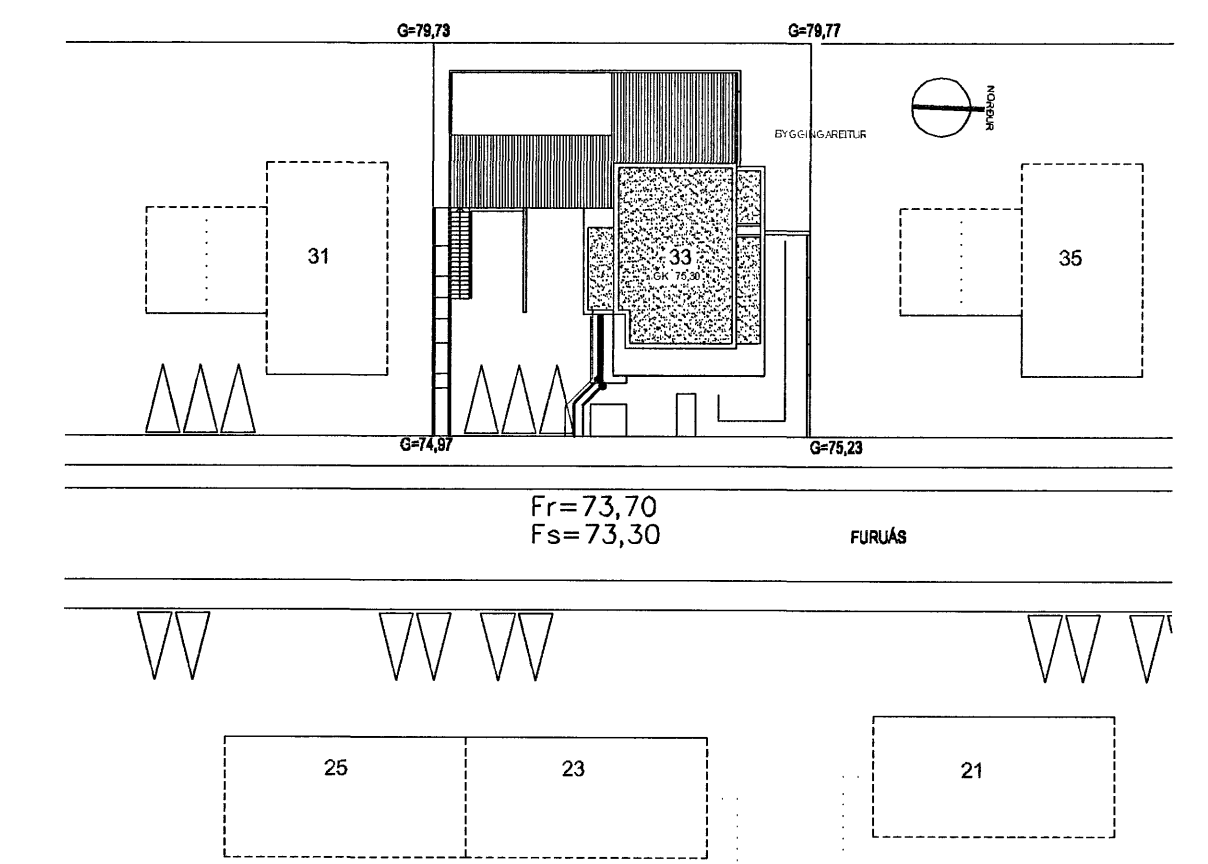 G=79,73
G=79,77
NORÐUR
BYGGINGAREITUR
31
33
GK 75,30
35
G=74,97
G=75,23
Fr=73,70
Fs=73,30
FURUÁS
25
23
21